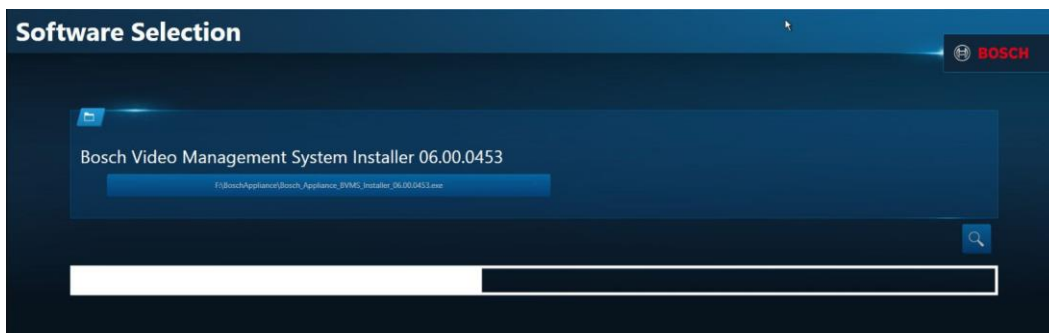 Software Selection
BOSCH
Bosch Video Management System Installer 06.00.0453
F:\BoschAppliance\Bosch_Appliance_BVMS_Installer_06.00.0453.exe